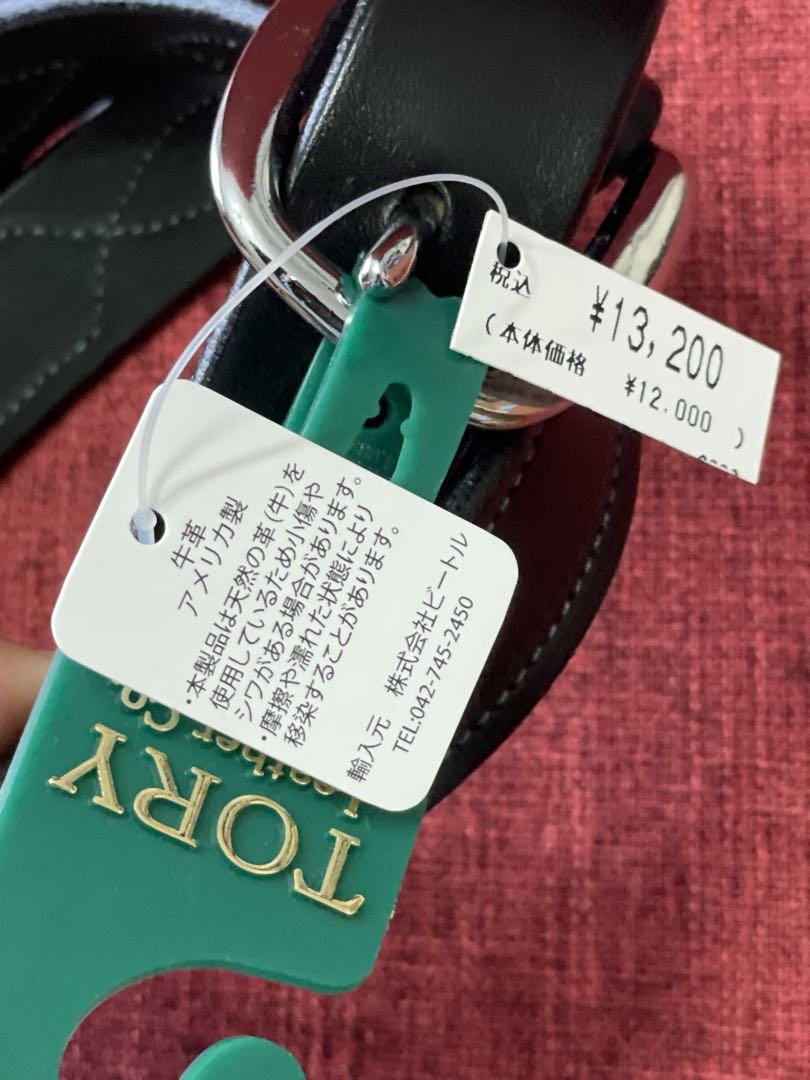 税込 ¥13,200
(本体価格 ¥12.000 )
牛革
アメリカ製
・本製品は天然の革(牛)を
使用しているため小傷や
シワがある場合があります。
・摩擦や濡れた状態により
移染することがあります。
輸入元 株式会社ビートル
TEL:042-745-2450
TORY
Leather Co